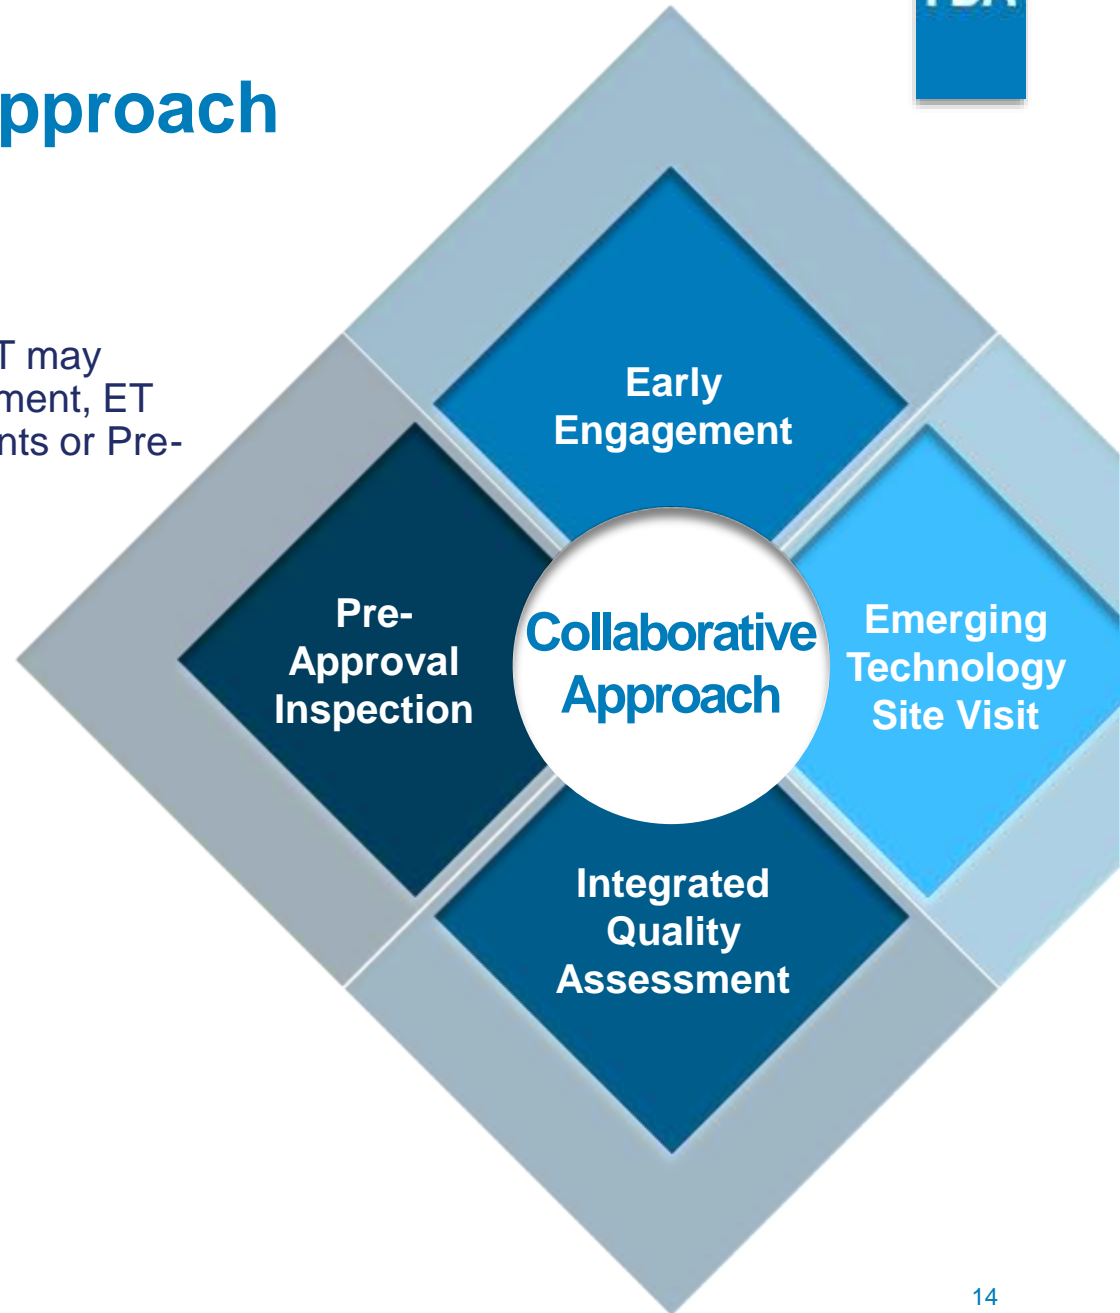 pproach
T may
ment, ET
nts or Pre-
Early
Engagement
Pre-
Approval
Inspection
Collaborative
Approach
Emerging
Technology
Site Visit
Integrated
Quality
Assessment
14